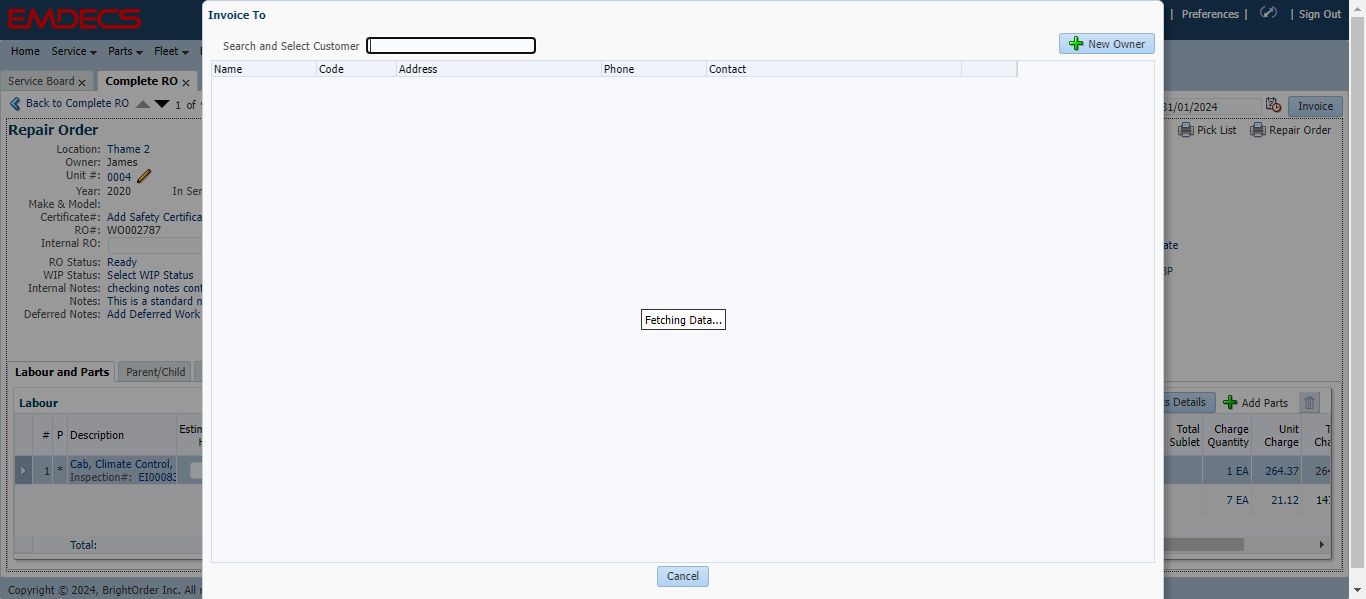 EMDECS
| Preferences | | Sign Out
Home Service Parts Fleet
Service Board x Complete RO x
Back to Complete RO 1 of
31/01/2024 Invoice
Pick List Repair Order
Invoice To
Search and Select Customer
New Owner
Name Code Address Phone Contact
Fetching Data...
Cancel
Repair Order
Location: Thame 2
Owner: James
Unit #: 0004
Year: 2020 In Ser
Make & Model:
Certificate#: Add Safety Certifica
RO#: WO002787
Internal RO:
RO Status: Ready
WIP Status: Select WIP Status
Internal Notes: checking notes cont
Notes: This is a standard n
Deferred Notes: Add Deferred Work
ate
BP
Labour and Parts Parent/Child
Labour
# P Description Estim
1 * Cab, Climate Control,
Inspection#: EI00083
Total:
s Details Add Parts
Total Sublet Charge Quantity Unit Charge
1 EA 264.37 264
7 EA 21.12 147
Copyright © 2024, BrightOrder Inc. All r